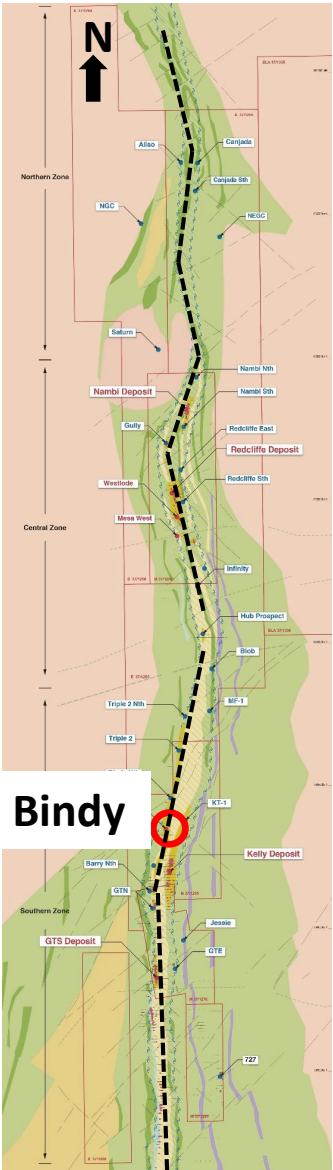 N
Aliso
Canjada
Canjada Sth
Northern Zone
NGC
NEGC
Saturn
Nambi Nth
Nambi Deposit
Nambi Sth
Gully
Redcliffe East
Redcliffe Deposit
Westlode
Redcliffe Sth
Mesa West
Central Zone
Infinity
Hub Prospect
Blob
Triple 2 Nth
MF-1
Triple 2
KT-1
Bindy
Kelly Deposit
Barry Nth
GTN
Southern Zone
Jessie
GTS Deposit
GTE
727